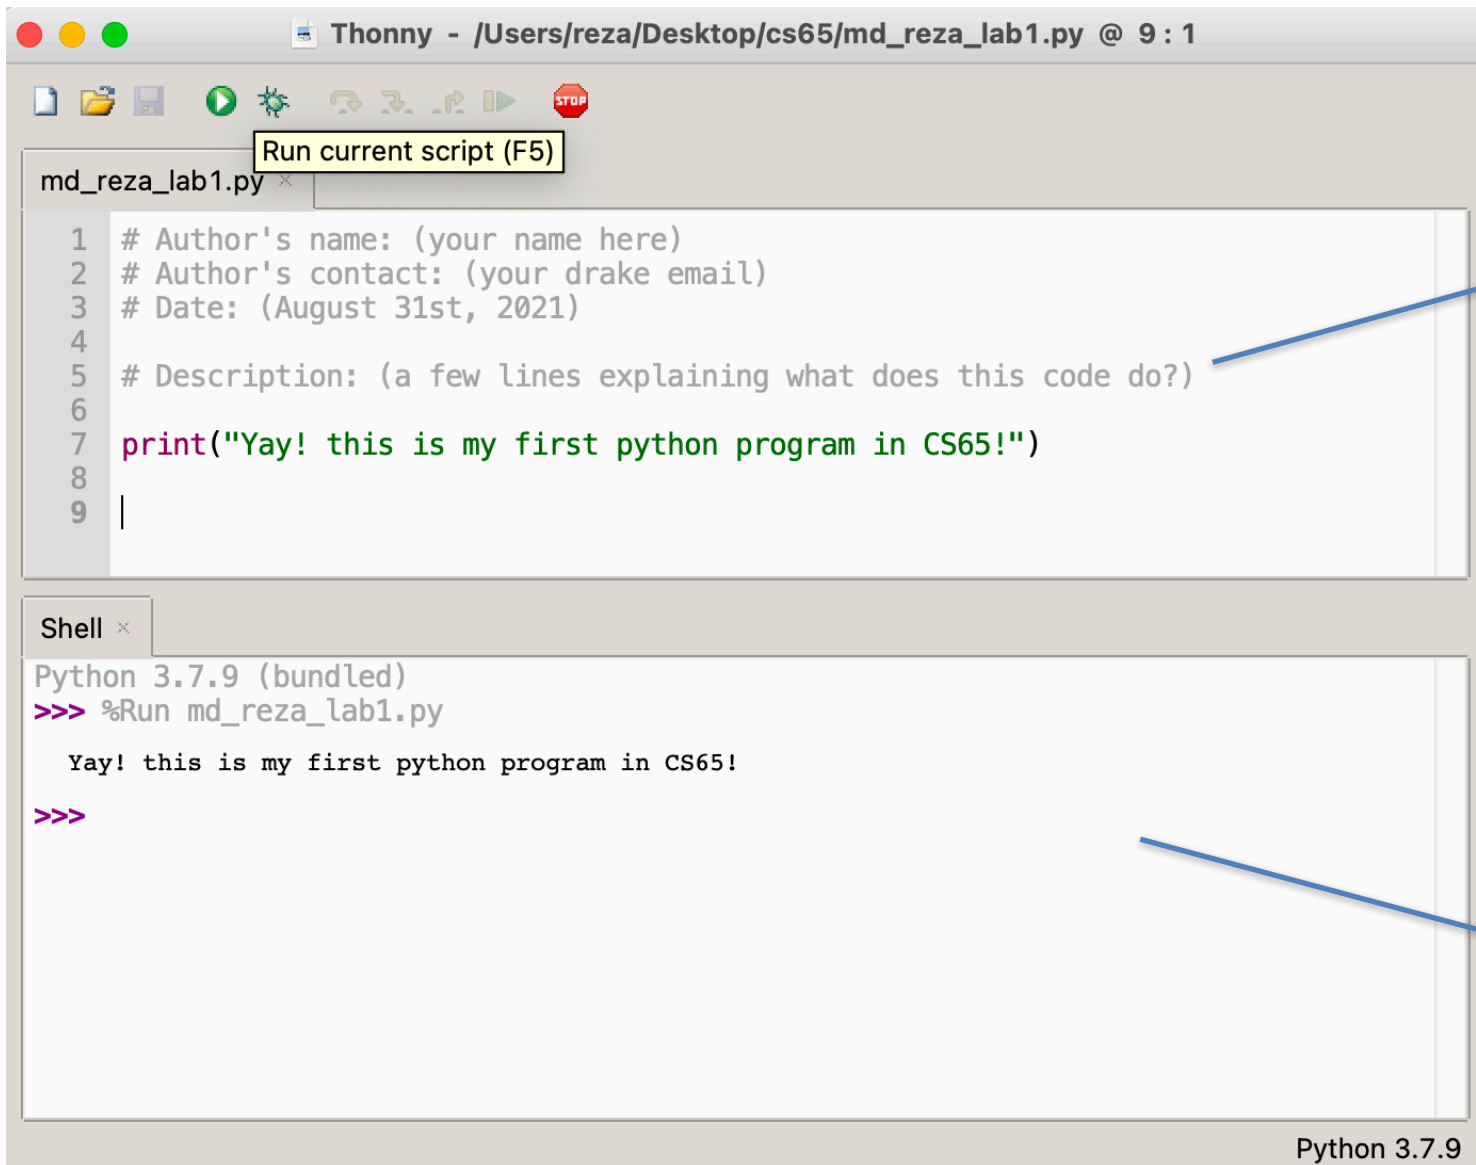 Thonny - /Users/reza/Desktop/cs65/md_reza_lab1.py @ 9 : 1
STOP
Run current script (F5)
md_reza_lab1.py ×
1 # Author's name: (your name here)
2 # Author's contact: (your drake email)
3 # Date: (August 31st, 2021)
4
5 # Description: (a few lines explaining what does this code do?)
6
7 print("Yay! this is my first python program in CS65!")
8
9
Shell ×
Python 3.7.9 (bundled)
>>> %Run md_reza_lab1.py
Yay! this is my first python program in CS65!
>>>
Python 3.7.9